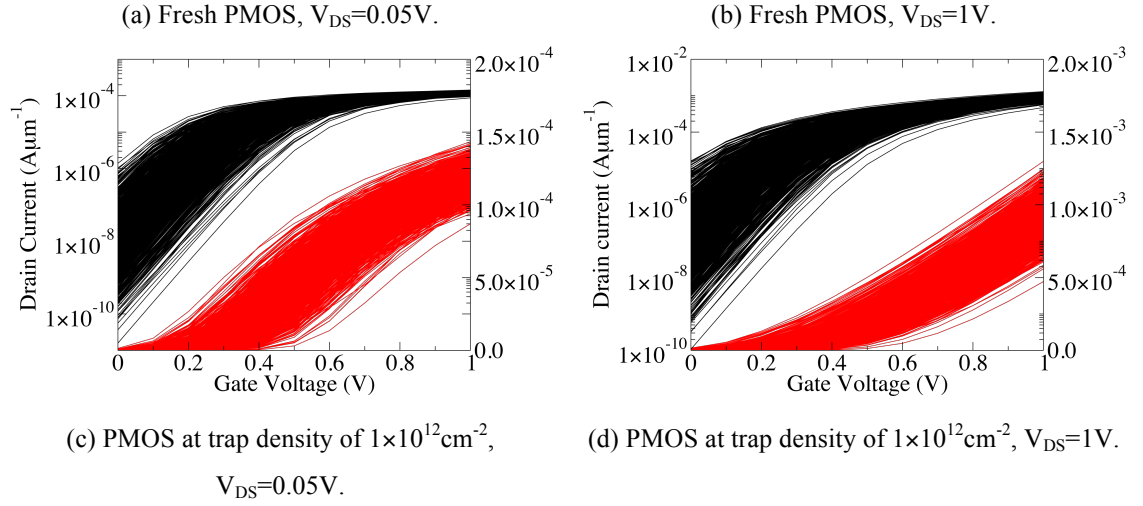 (a) Fresh PMOS, V_DS=0.05V.
(b) Fresh PMOS, V_DS=1V.
Drain Current (Aμm⁻¹)
1×10⁻⁴
1×10⁻⁶
1×10⁻⁸
1×10⁻¹⁰
2.0×10⁻⁴
1.5×10⁻⁴
1.0×10⁻⁴
5.0×10⁻⁵
0.0
0 0.2 0.4 0.6 0.8 1
Gate Voltage (V)
Drain current (Aμm⁻¹)
1×10⁻²
1×10⁻⁴
1×10⁻⁶
1×10⁻⁸
1×10⁻¹⁰
2.0×10⁻³
1.5×10⁻³
1.0×10⁻³
5.0×10⁻⁴
0.0
0 0.2 0.4 0.6 0.8 1
Gate Voltage (V)
(c) PMOS at trap density of 1×10¹²cm⁻²,
V_DS=0.05V.
(d) PMOS at trap density of 1×10¹²cm⁻², V_DS=1V.